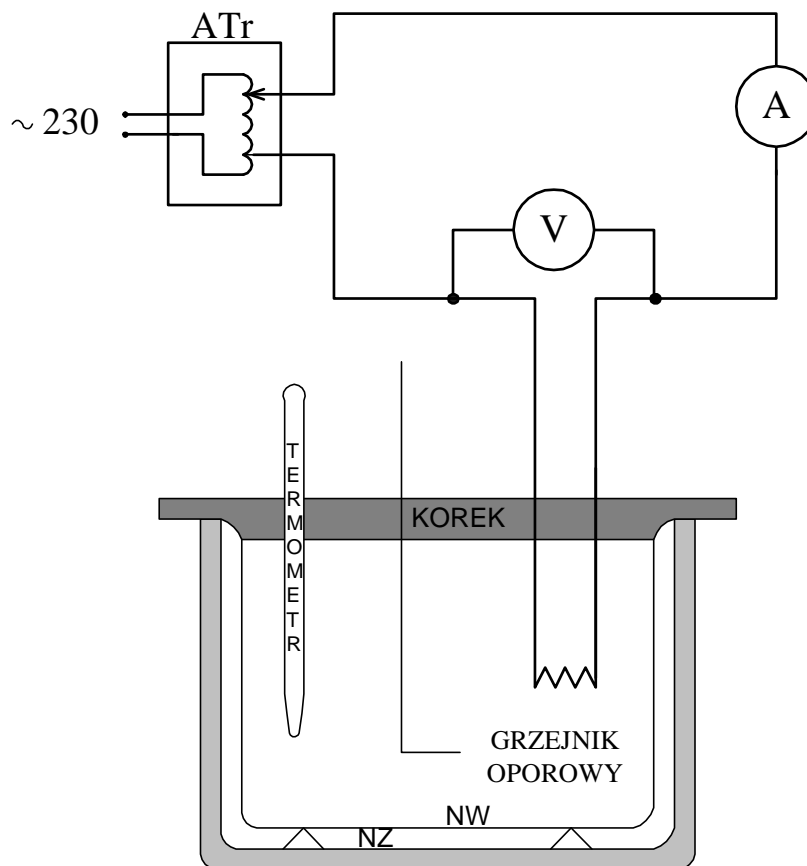 ATr
~ 230
A
V
TERMOMETR
KOREK
GRZEJNIK
OPOROWY
NW
NZ